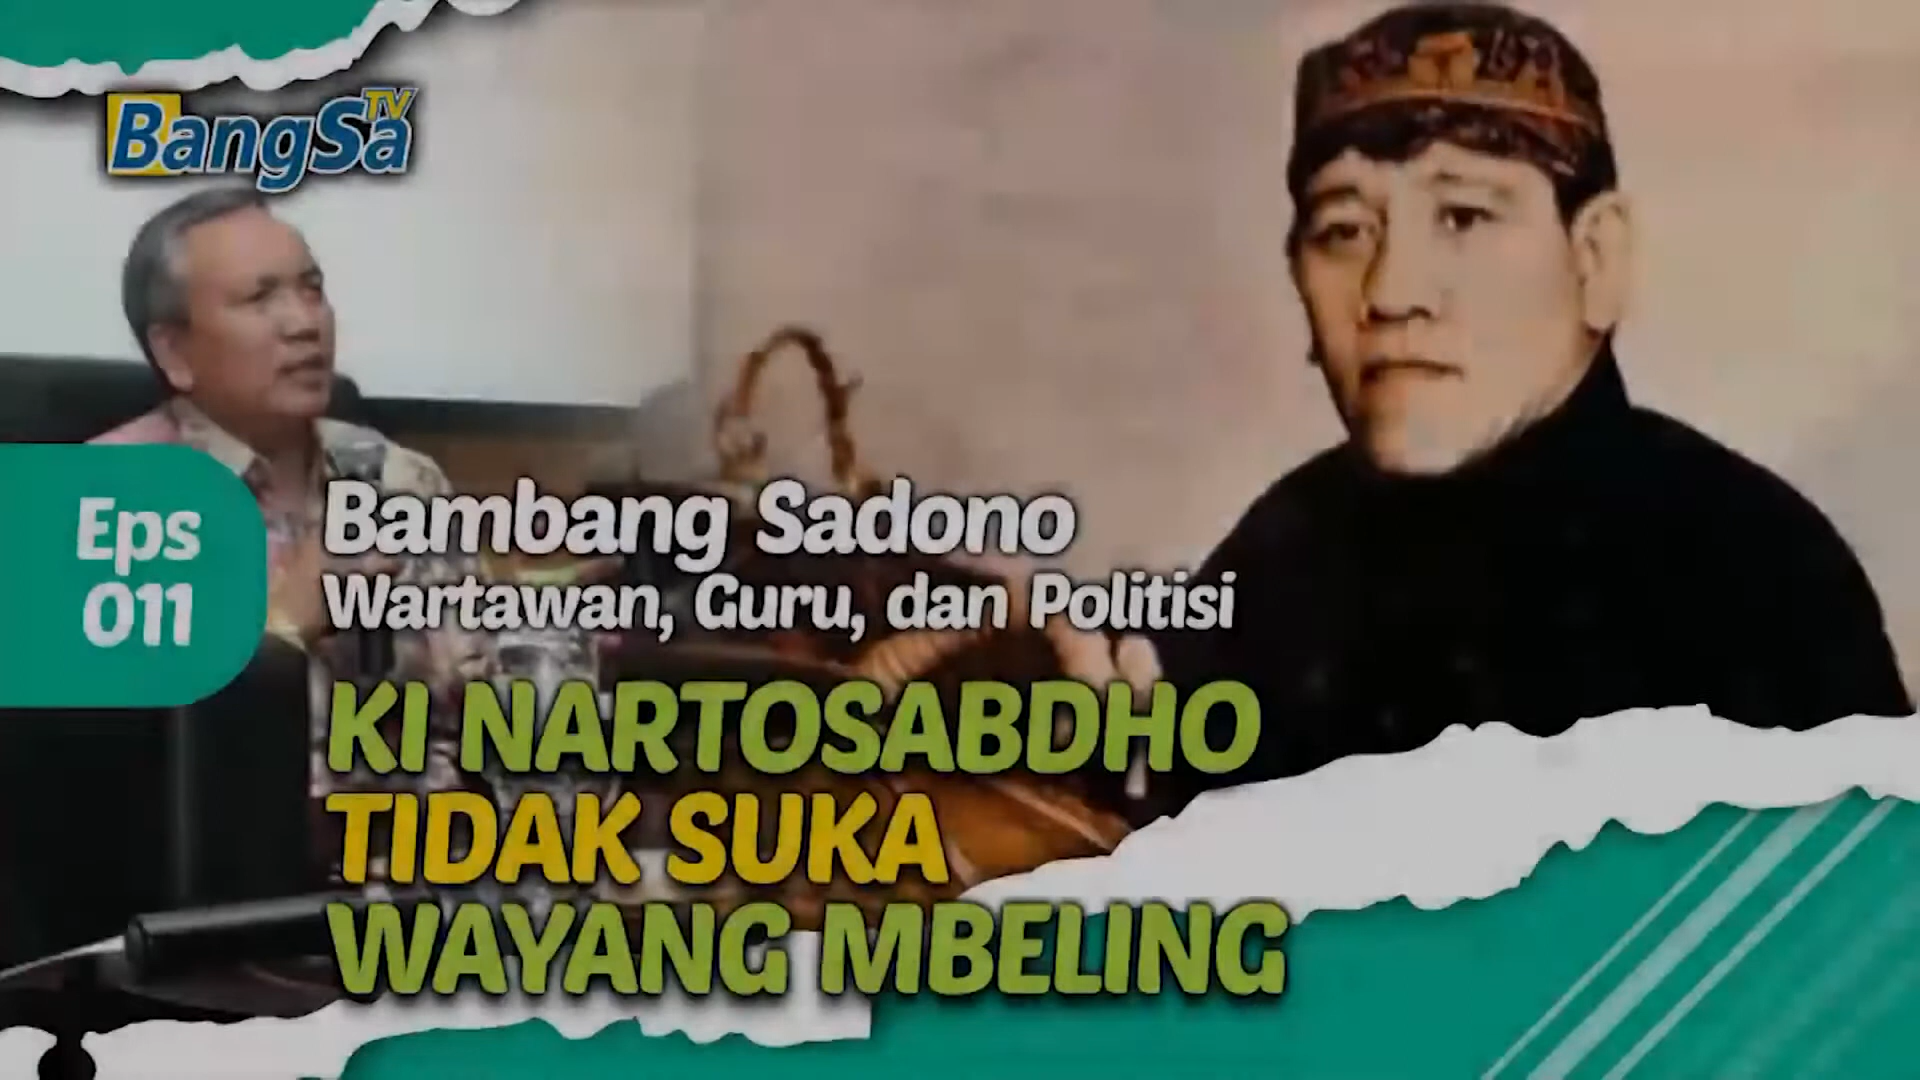 BangSa TV
Eps
011
Bambang Sadono
Wartawan, Guru, dan Politisi
KI NARTOSABDHO
TIDAK SUKA
WAYANG MBELING